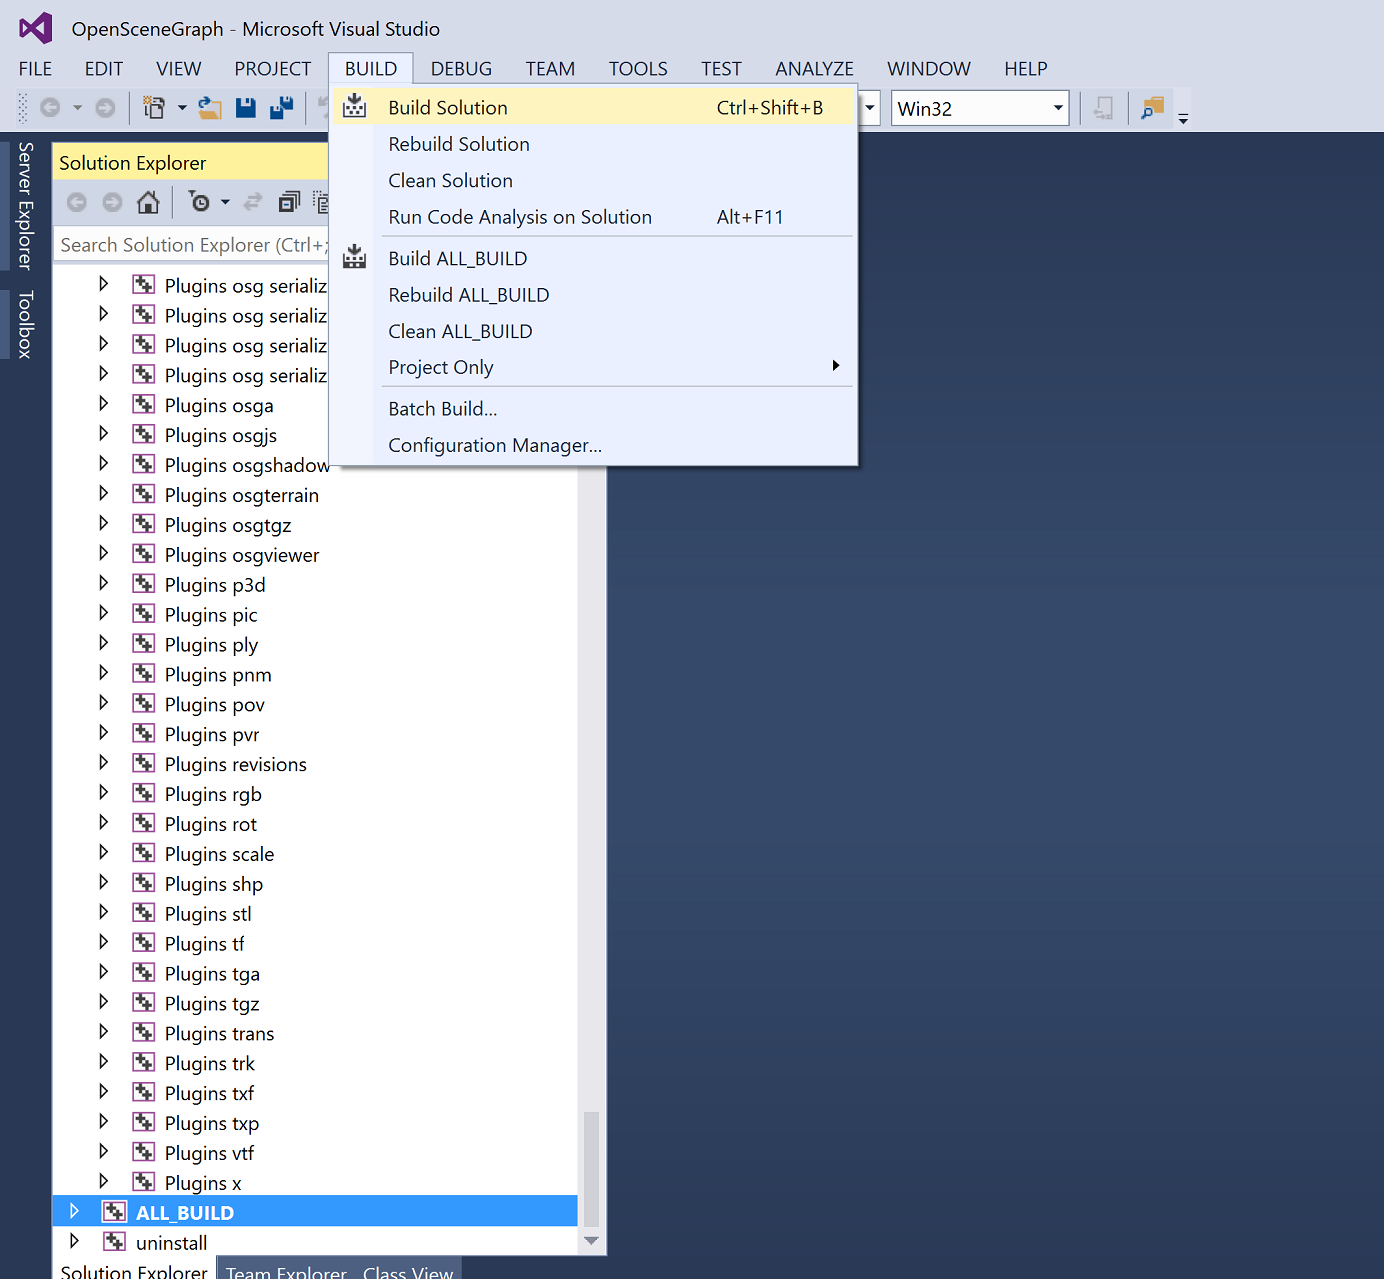 OpenSceneGraph - Microsoft Visual Studio
FILE EDIT VIEW PROJECT BUILD DEBUG TEAM TOOLS TEST ANALYZE WINDOW HELP
Win32
Build Solution Ctrl+Shift+B
Rebuild Solution
Clean Solution
Run Code Analysis on Solution Alt+F11
Build ALL_BUILD
Rebuild ALL_BUILD
Clean ALL_BUILD
Project Only
Batch Build...
Configuration Manager...
Server Explorer
Toolbox
Solution Explorer
Search Solution Explorer (Ctrl+;
Plugins osg serializ
Plugins osg serializ
Plugins osg serializ
Plugins osg serializ
Plugins osga
Plugins osgjs
Plugins osgshadow
Plugins osgterrain
Plugins osgtgz
Plugins osgviewer
Plugins p3d
Plugins pic
Plugins ply
Plugins pnm
Plugins pov
Plugins pvr
Plugins revisions
Plugins rgb
Plugins rot
Plugins scale
Plugins shp
Plugins stl
Plugins tf
Plugins tga
Plugins tgz
Plugins trans
Plugins trk
Plugins txf
Plugins txp
Plugins vtf
Plugins x
ALL_BUILD
uninstall
Solution Explorer Team Explorer Class View